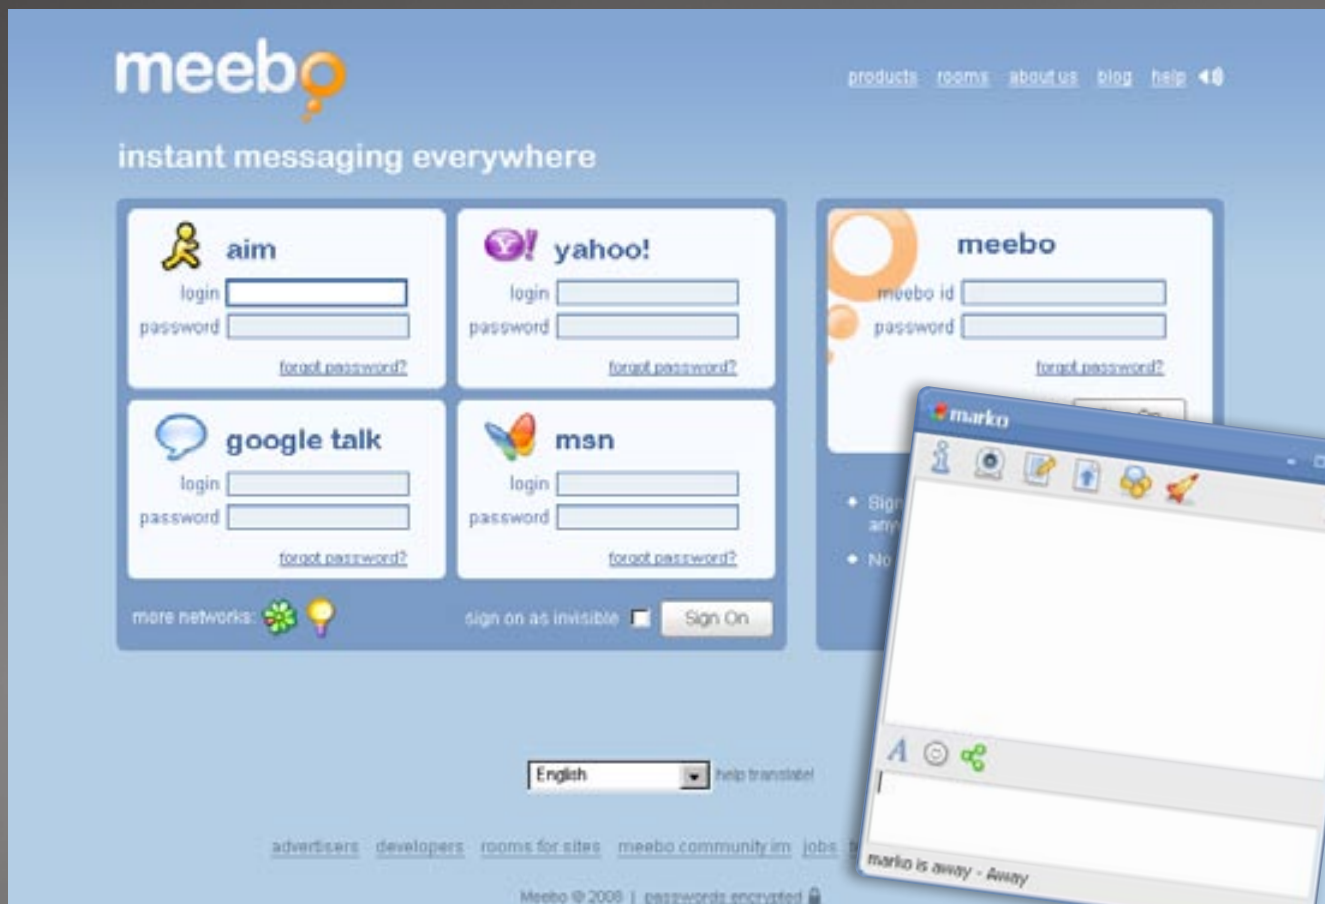 meebo
products rooms about us blog help
instant messaging everywhere
aim
login
password
forgot password?
yahoo!
login
password
forgot password?
meebo
meebo id
password
forgot password?
google talk
login
password
forgot password?
msn
login
password
forgot password?
more networks:
sign on as invisible
Sign On
No
marko
English
help translate!
advertisers developers rooms for sites meebo community im jobs
Meebo © 2008 | passwords encrypted
marko is away - Away